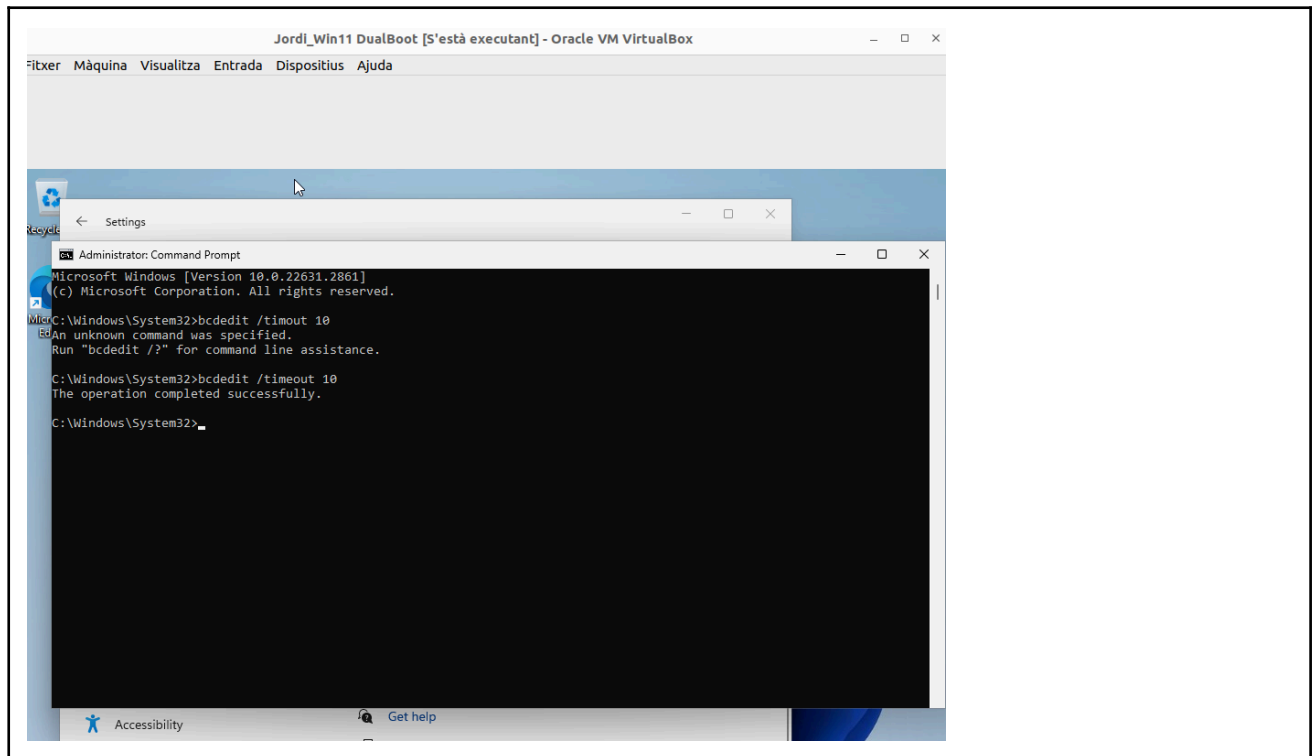 Jordi_Win11 DualBoot [S'està executant] - Oracle VM VirtualBox
Fitxer Màquina Visualitza Entrada Dispositius Ajuda
Settings
Administrator: Command Prompt
Microsoft Windows [Version 10.0.22631.2861]
(c) Microsoft Corporation. All rights reserved.
C:\Windows\System32>bcdedit /timout 10
An unknown command was specified.
Run "bcdedit /?" for command line assistance.
C:\Windows\System32>bcdedit /timeout 10
The operation completed successfully.
C:\Windows\System32>
Accessibility
Get help